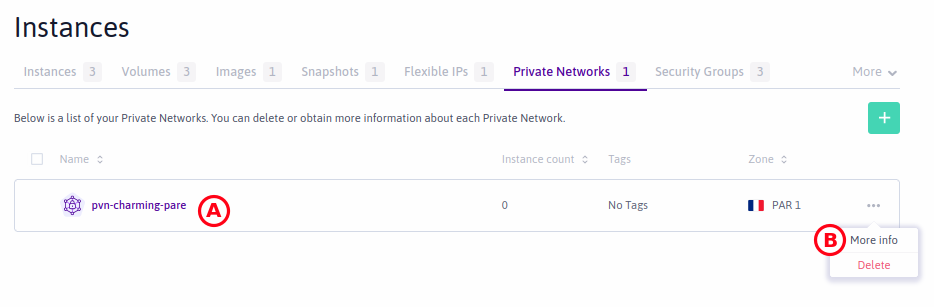 Instances
Instances 3 Volumes 3 Images 1 Snapshots 1 Flexible IPs 1 Private Networks 1 Security Groups 3 More
Below is a list of your Private Networks. You can delete or obtain more information about each Private Network.
+
Name Instance count Tags Zone
pvn-charming-pare A 0 No Tags PAR 1 ...
B More info
Delete